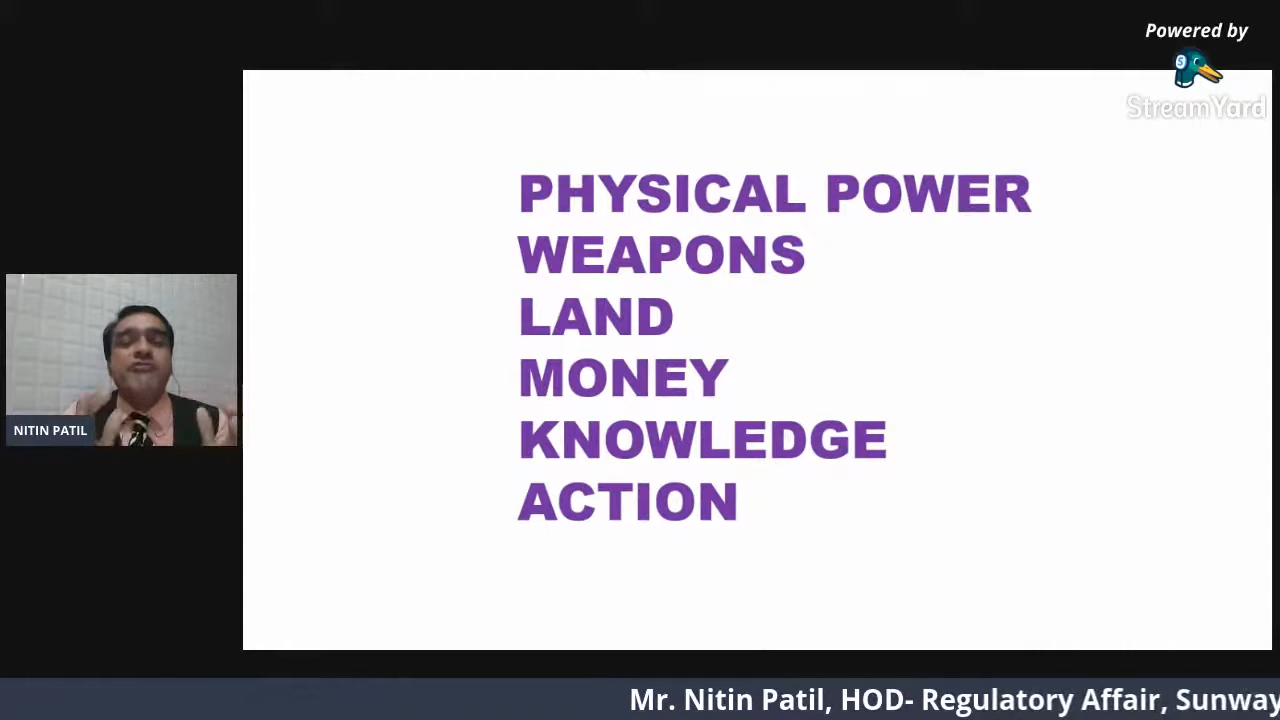 Powered by
StreamYard
PHYSICAL POWER
WEAPONS
LAND
MONEY
KNOWLEDGE
ACTION
NITIN PATIL
Mr. Nitin Patil, HOD- Regulatory Affair, Sunway